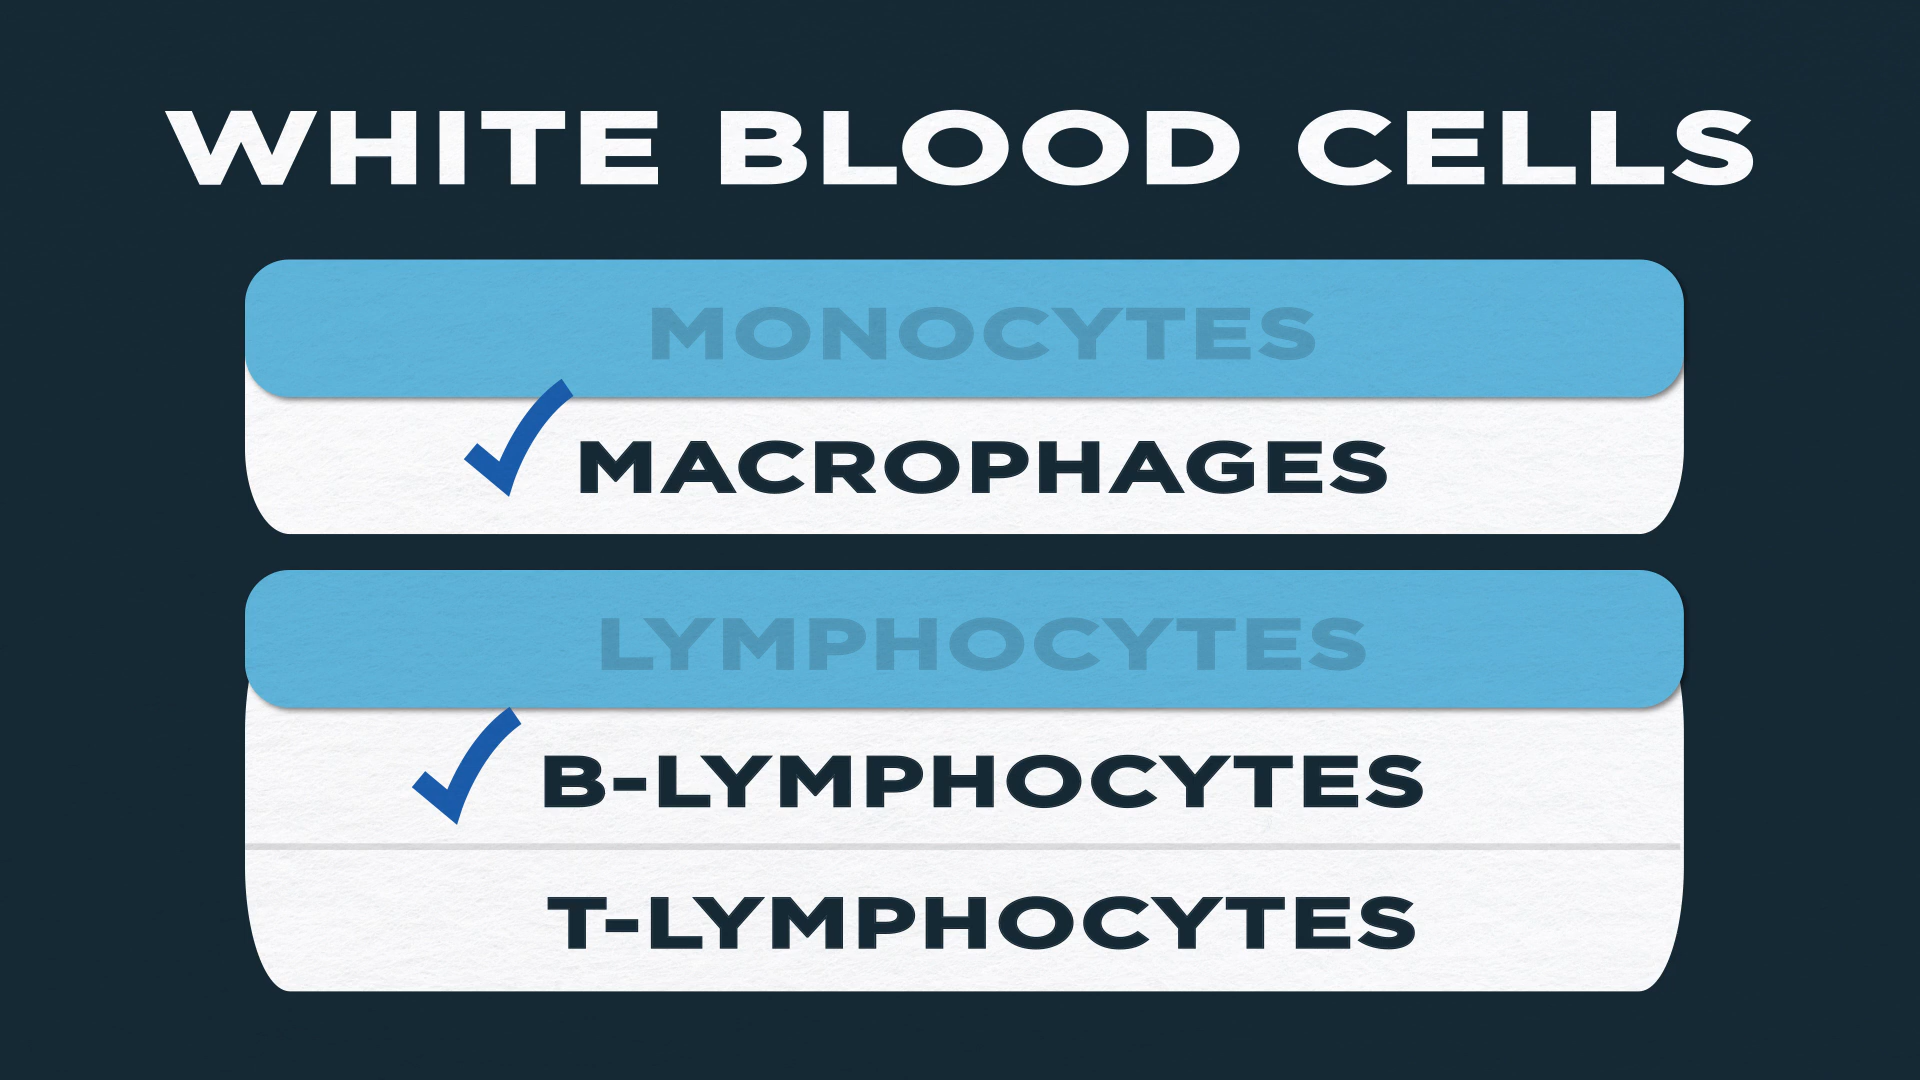 WHITE BLOOD CELLS
MONOCYTES
MACROPHAGES
LYMPHOCYTES
B-LYMPHOCYTES
T-LYMPHOCYTES